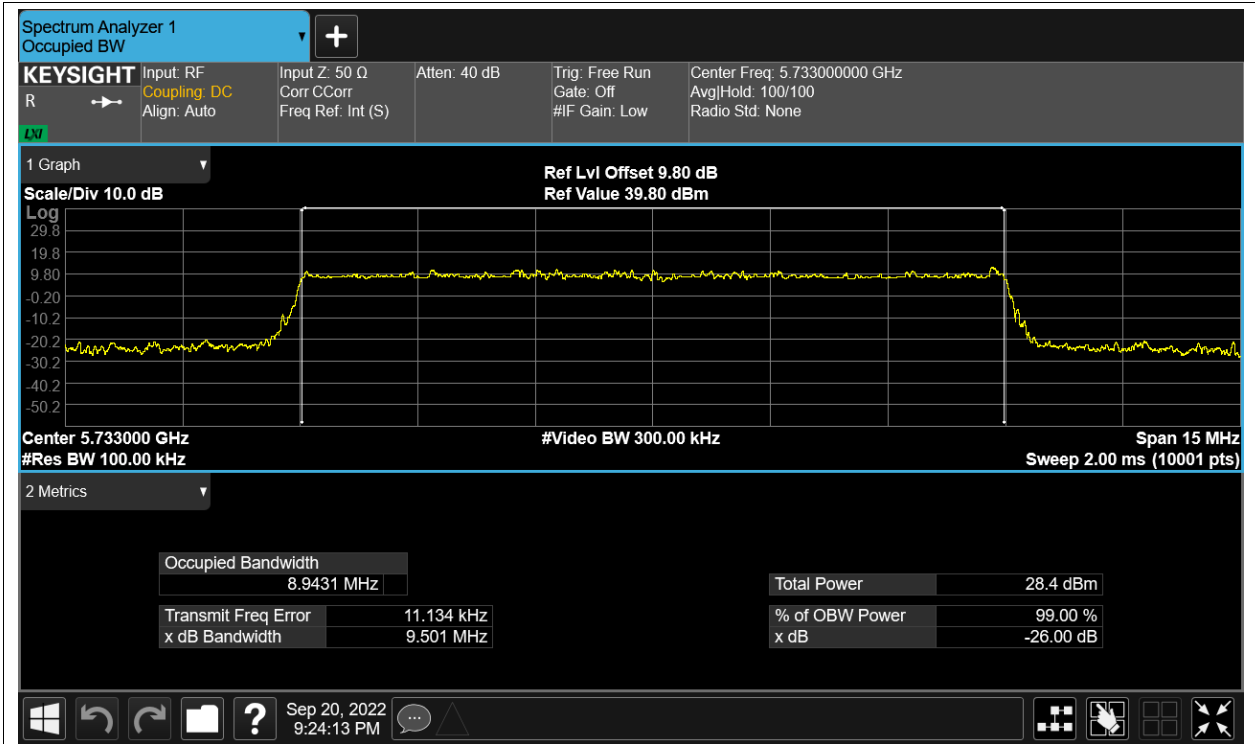 Spectrum Analyzer 1
Occupied BW
KEYSIGHT
R
LXI
Input: RF
Coupling: DC
Align: Auto
Input Z: 50 Ω
Corr CCorr
Freq Ref: Int (S)
Atten: 40 dB
Trig: Free Run
Gate: Off
#IF Gain: Low
Center Freq: 5.733000000 GHz
Avg|Hold: 100/100
Radio Std: None
1 Graph
Scale/Div 10.0 dB
Ref Lvl Offset 9.80 dB
Ref Value 39.80 dBm
Log
29.8
19.8
9.80
-0.20
-10.2
-20.2
-30.2
-40.2
-50.2
Center 5.733000 GHz
#Video BW 300.00 kHz
Span 15 MHz
#Res BW 100.00 kHz
Sweep 2.00 ms (10001 pts)
2 Metrics
Occupied Bandwidth
8.9431 MHz
Transmit Freq Error 11.134 kHz
x dB Bandwidth 9.501 MHz
Total Power 28.4 dBm
% of OBW Power 99.00 %
x dB -26.00 dB
?
Sep 20, 2022
9:24:13 PM